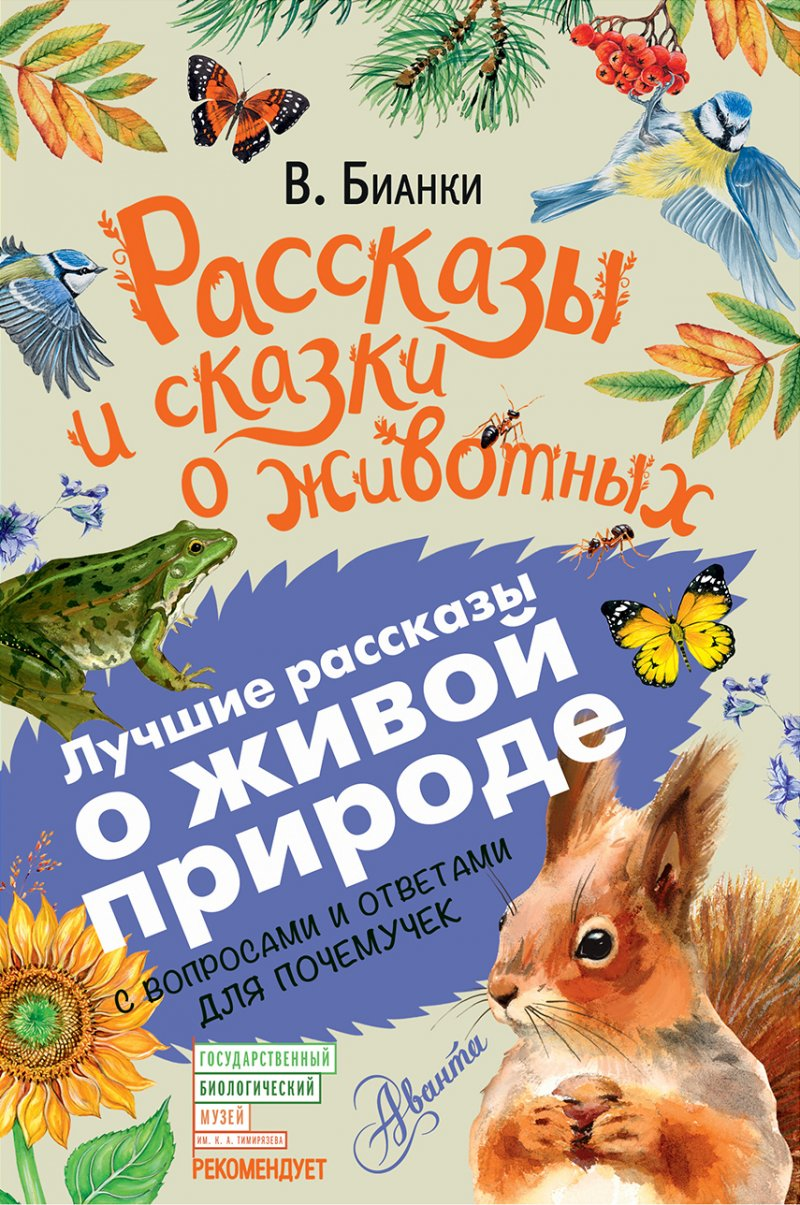 В. Бианки
Рассказы
и сказки
о животных
Лучшие рассказы
о живой
природе
с вопросами и ответами
для почемучек
ГОСУДАРСТВЕННЫЙ
БИОЛОГИЧЕСКИЙ
МУЗЕЙ
ИМ. К. А. ТИМИРЯЗЕВА
РЕКОМЕНДУЕТ
Аванта